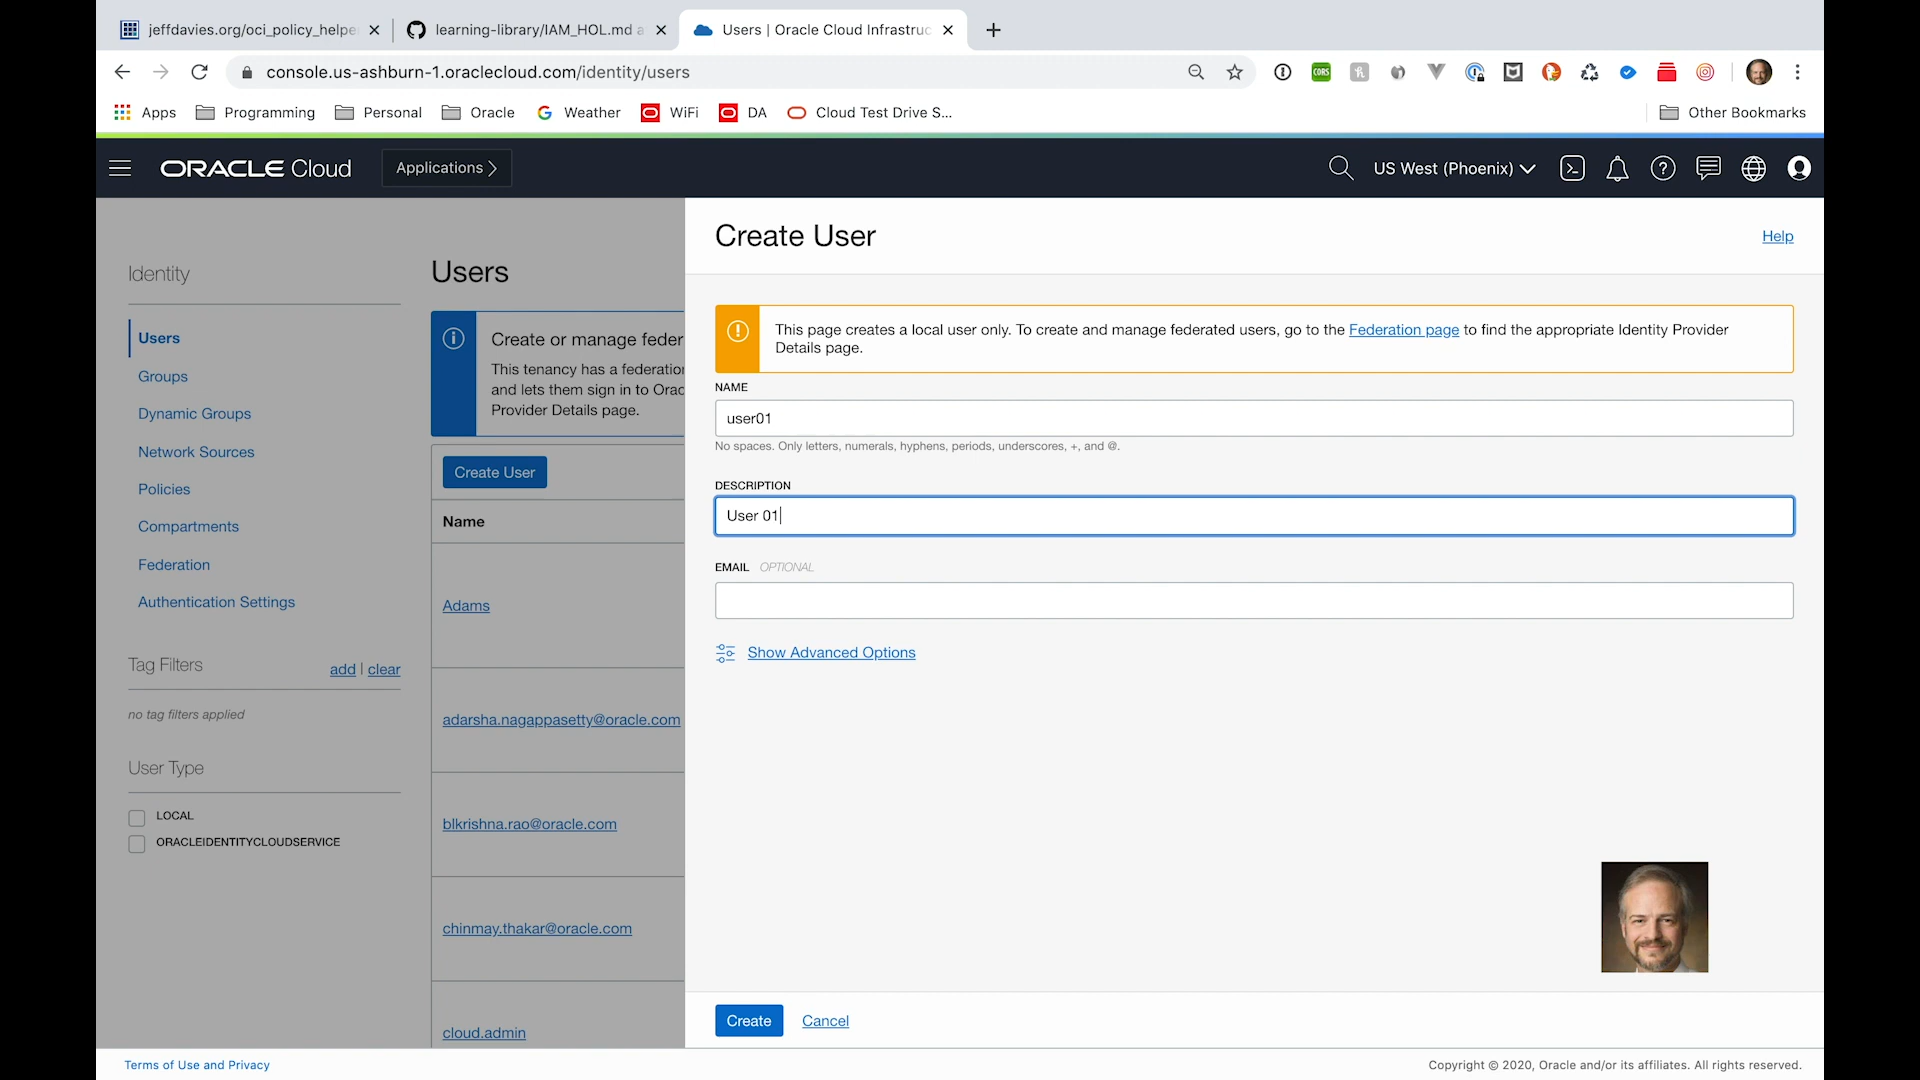 jeffdavies.org/oci_policy_helpe
learning-library/IAM_HOL.md a
Users | Oracle Cloud Infrastruc
console.us-ashburn-1.oraclecloud.com/identity/users
CORS
Apps
Programming
Personal
Oracle
Weather
WiFi
DA
Cloud Test Drive S...
Other Bookmarks
ORACLE Cloud
Applications
US West (Phoenix)
Identity
Users
Groups
Dynamic Groups
Network Sources
Policies
Compartments
Federation
Authentication Settings
Tag Filters
add | clear
no tag filters applied
User Type
LOCAL
ORACLEIDENTITYCLOUDSERVICE
Users
Create or manage feder
This tenancy has a federation
and lets them sign in to Orac
Provider Details page.
Create User
Name
Adams
adarsha.nagappasetty@oracle.com
blkrishna.rao@oracle.com
chinmay.thakar@oracle.com
cloud.admin
Create User
Help
This page creates a local user only. To create and manage federated users, go to the Federation page to find the appropriate Identity Provider
Details page.
NAME
user01
No spaces. Only letters, numerals, hyphens, periods, underscores, +, and @.
DESCRIPTION
User 01
EMAIL OPTIONAL
Show Advanced Options
Create
Cancel
Terms of Use and Privacy
Copyright © 2020, Oracle and/or its affiliates. All rights reserved.